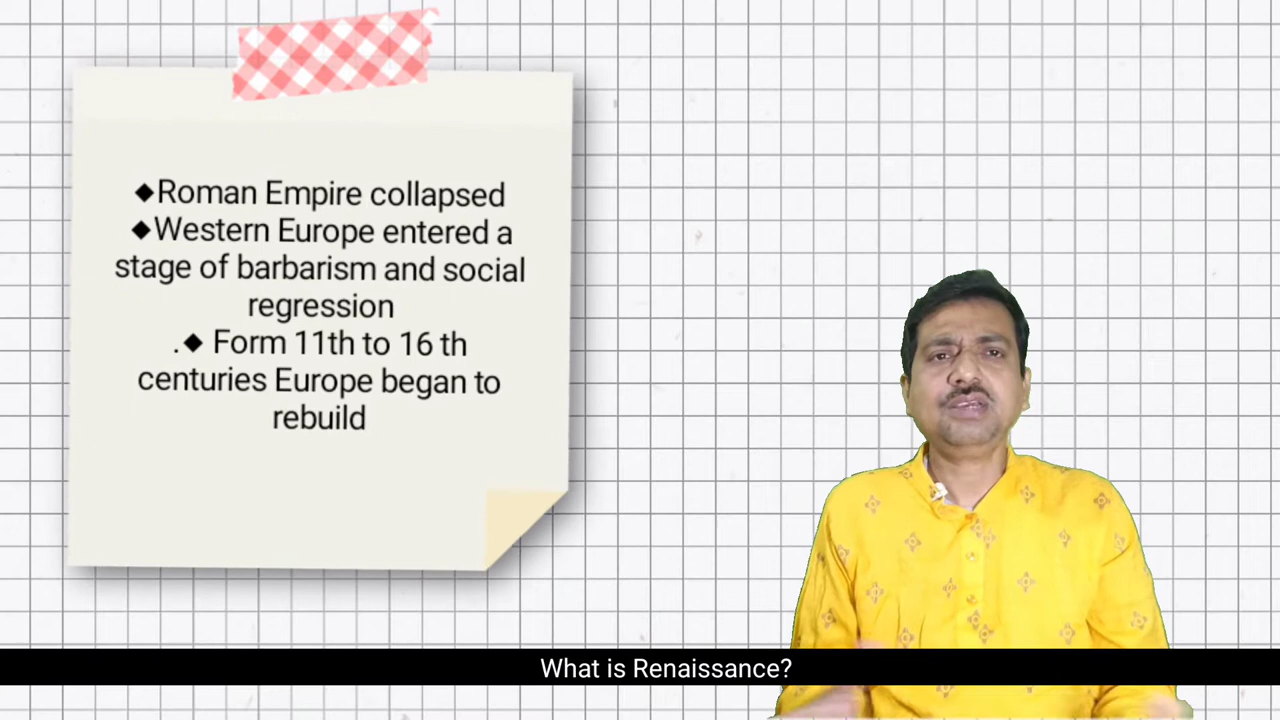 ◆Roman Empire collapsed
◆Western Europe entered a
stage of barbarism and social
regression
.◆ Form 11th to 16 th
centuries Europe began to
rebuild
What is Renaissance?